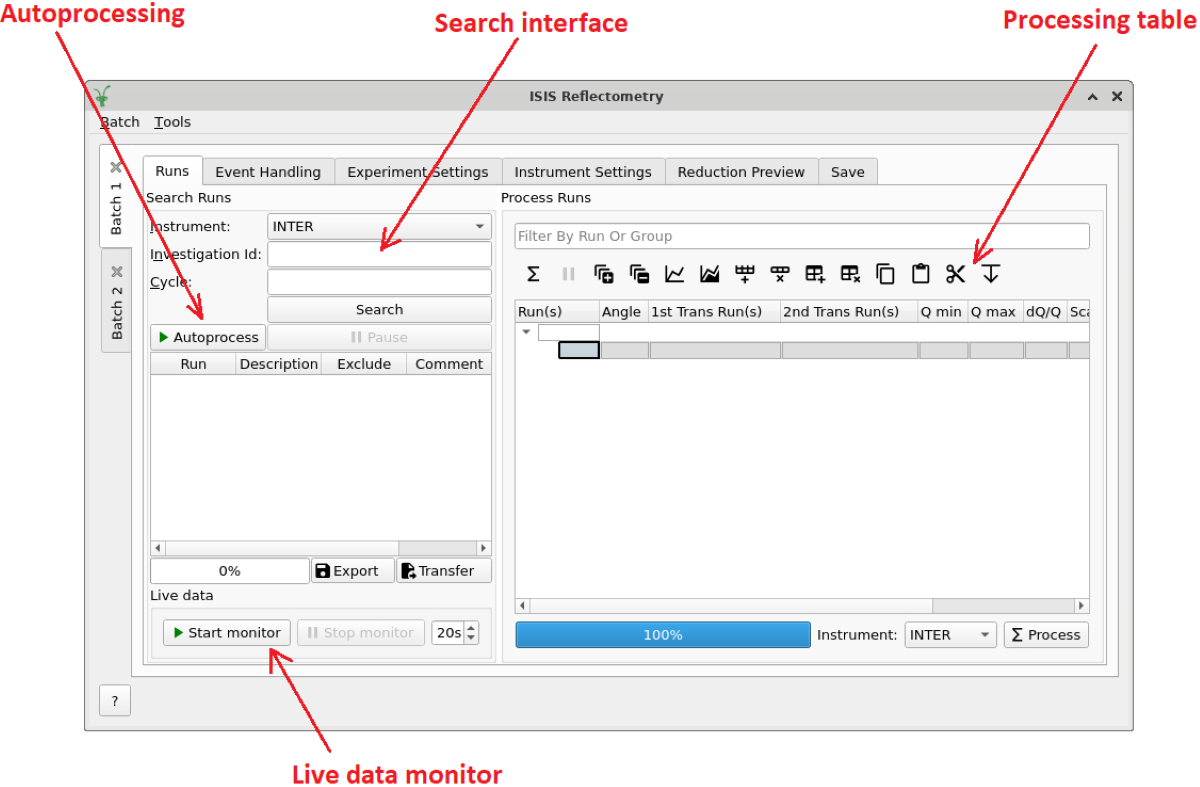 Autoprocessing
Search interface
Processing table
ISIS Reflectometry
Batch Tools
Batch 1
Batch 2
Runs Event Handling Experiment Settings Instrument Settings Reduction Preview Save
Search Runs
Instrument: INTER
Investigation Id:
Cycle:
Search
Autoprocess Pause
Run Description Exclude Comment
0% Export Transfer
Live data
Start monitor Stop monitor 20s
Process Runs
Filter By Run Or Group
Σ
Run(s) Angle 1st Trans Run(s) 2nd Trans Run(s) Q min Q max dQ/Q Sca
100% Instrument: INTER Σ Process
?
Live data monitor